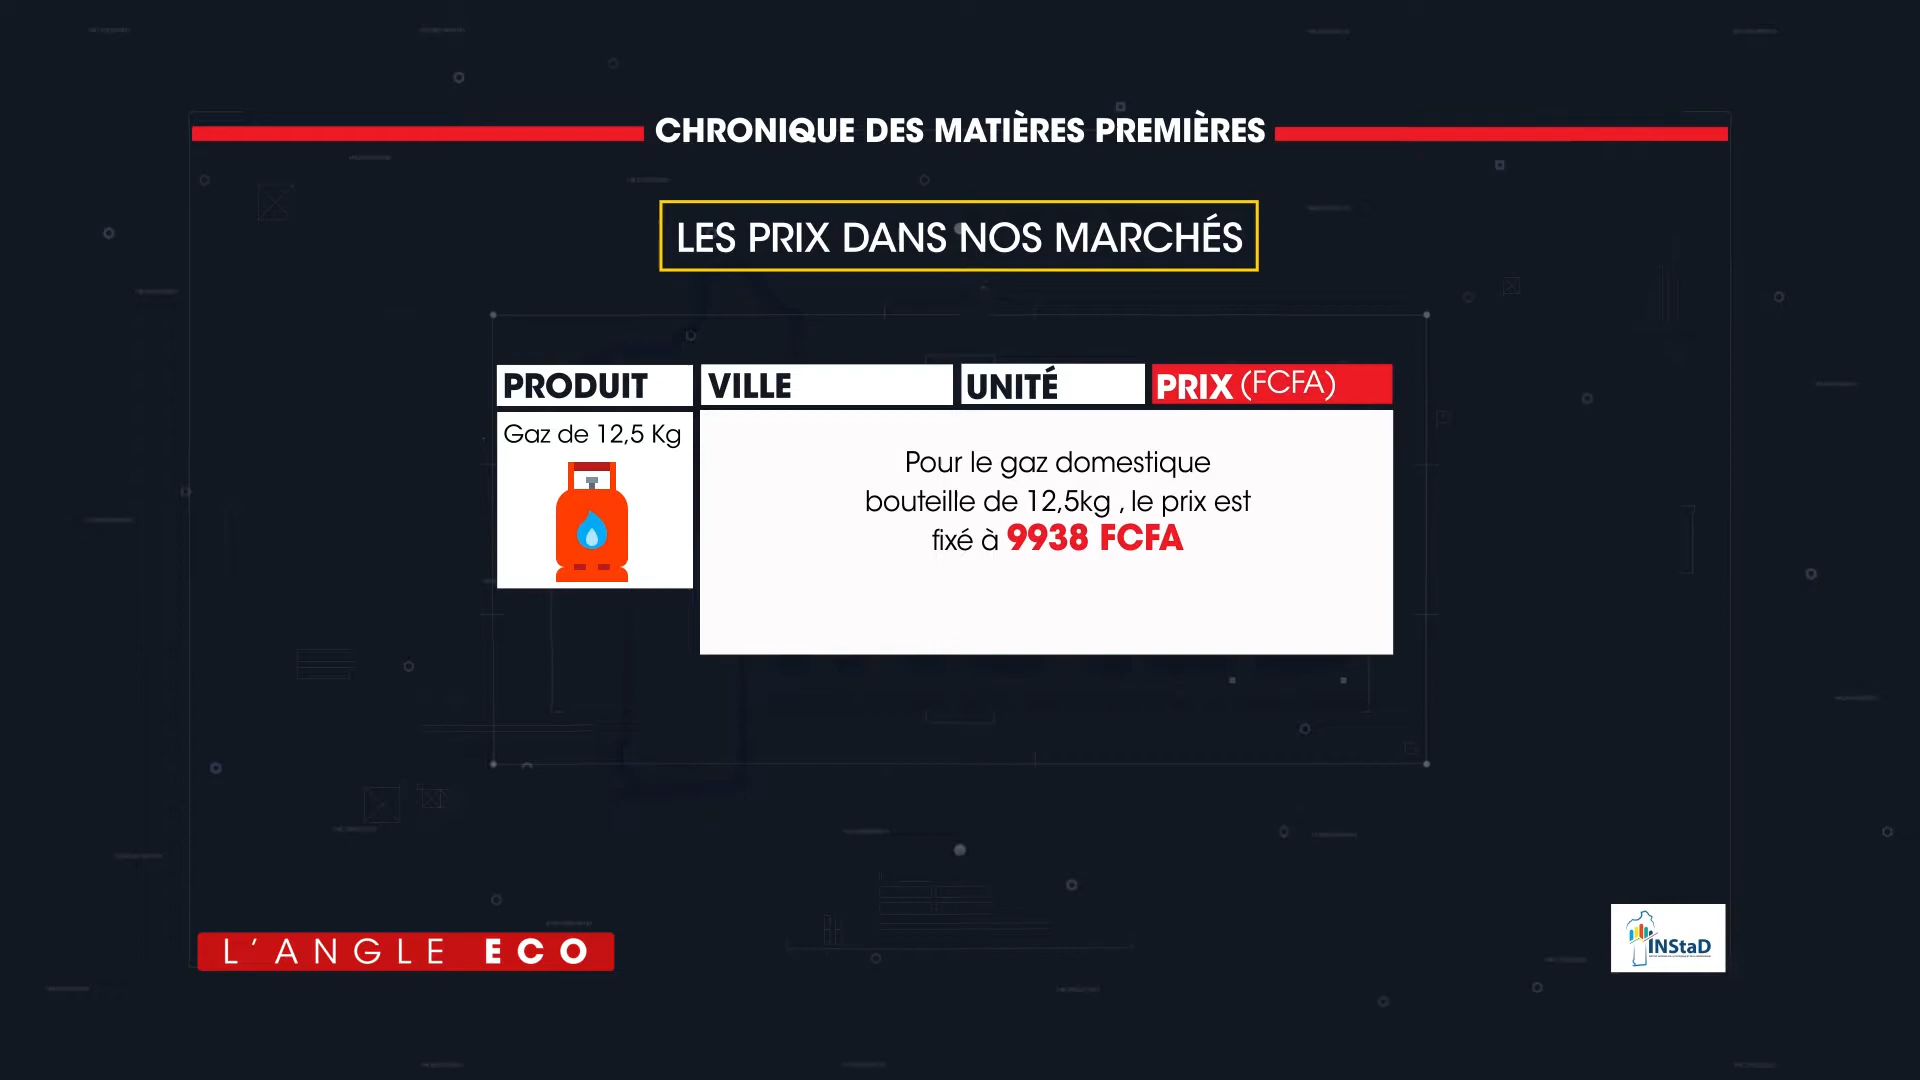 CHRONIQUE DES MATIÈRES PREMIÈRES
LES PRIX DANS NOS MARCHÉS
PRODUIT VILLE UNITÉ PRIX (FCFA)
Gaz de 12,5 Kg
Pour le gaz domestique
bouteille de 12,5kg , le prix est
fixé à 9938 FCFA
L'ANGLE ECO
INStaD